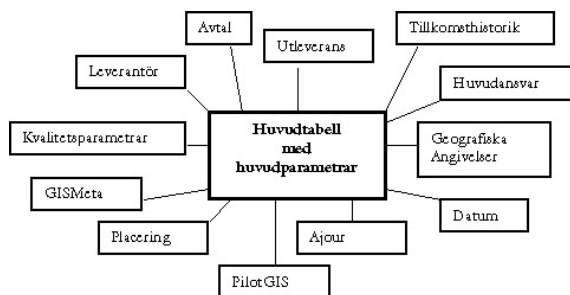 Avtal
Utleverans
Tillkomsthistorik
Leverantör
Huvudansvar
Kvalitetsparametrar
Huvudtabell
med
huvudparametrar
Geografiska
Angivelser
GISMeta
Placering
Ajour
Datum
PilotGIS